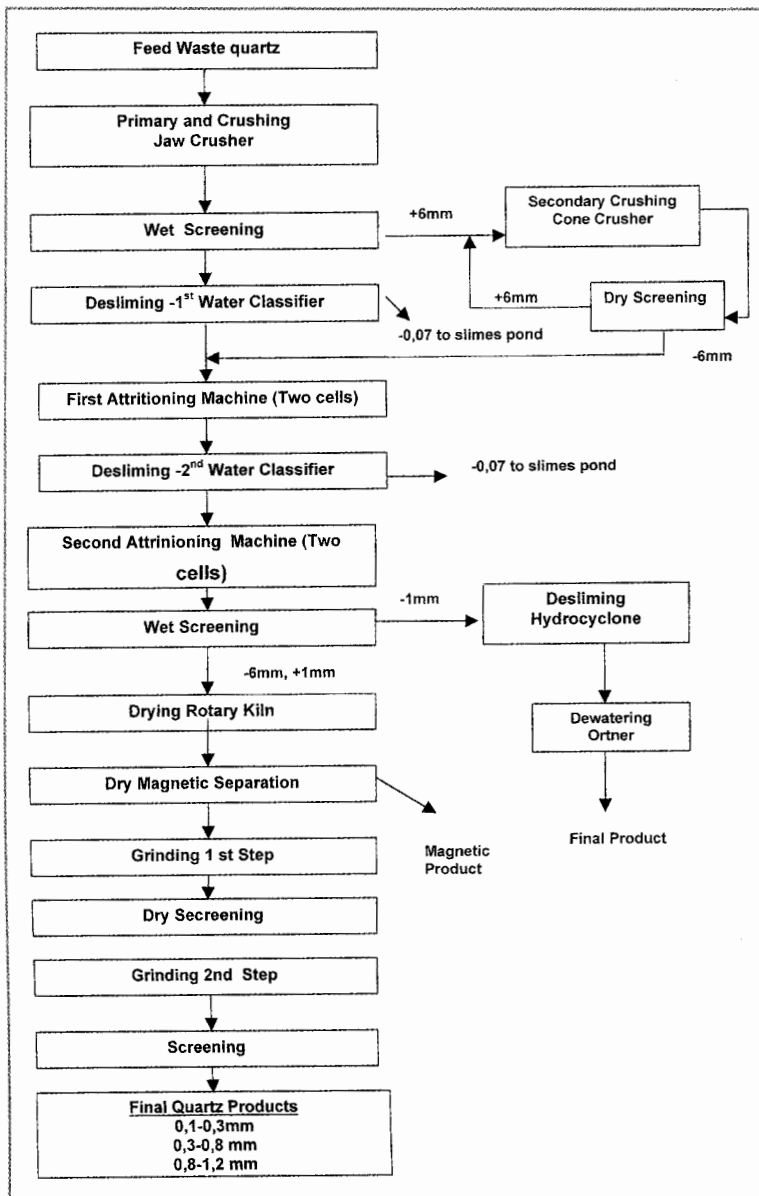 Feed Waste quartz
Primary and Crushing
Jaw Crusher
Wet Screening
+6mm
Secondary Crushing
Cone Crusher
Desliming -1st Water Classifier
-0,07 to slimes pond
+6mm
Dry Screening
-6mm
First Attritioning Machine (Two cells)
Desliming -2nd Water Classifier
-0,07 to slimes pond
Second Attrinioning Machine (Two
cells)
Wet Screening
-1mm
Desliming
Hydrocyclone
-6mm, +1mm
Drying Rotary Kiln
Dewatering
Ortner
Dry Magnetic Separation
Magnetic
Product
Final Product
Grinding 1 st Step
Dry Secreening
Grinding 2nd Step
Screening
Final Quartz Products
0,1-0,3mm
0,3-0,8 mm
0,8-1,2 mm